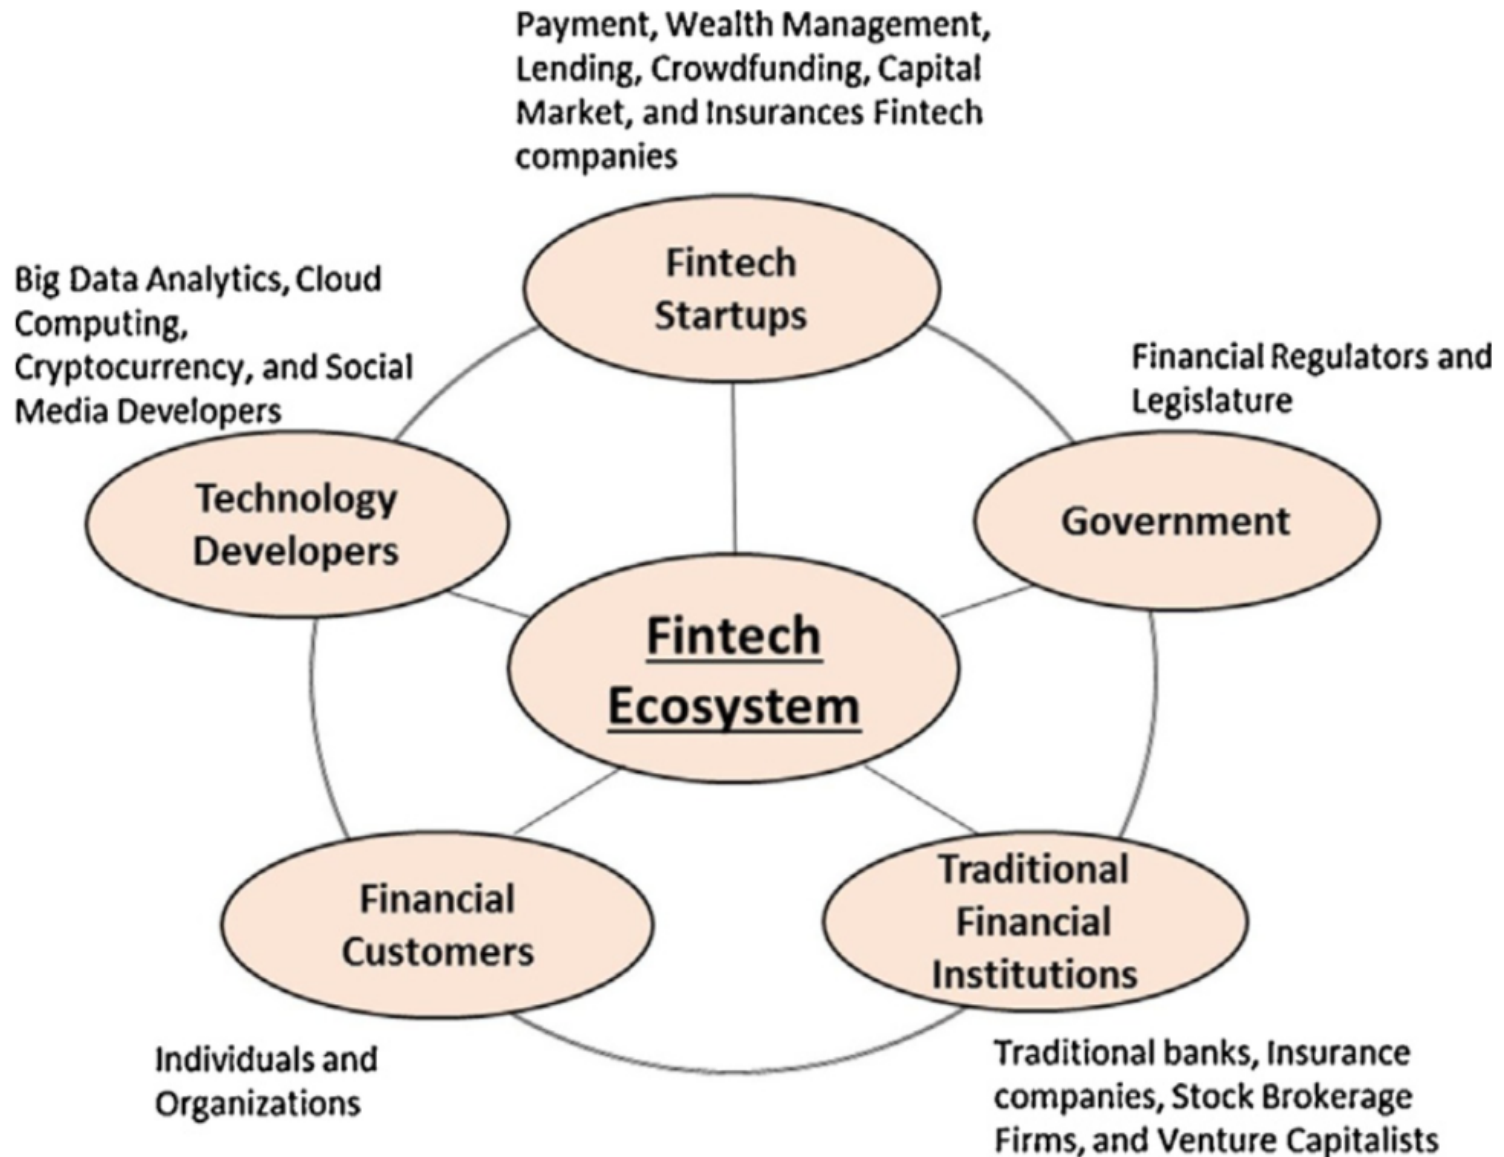 Payment, Wealth Management,
Lending, Crowdfunding, Capital
Market, and Insurances Fintech
companies
Fintech
Startups
Big Data Analytics, Cloud
Computing,
Cryptocurrency, and Social
Media Developers
Technology
Developers
Financial Regulators and
Legislature
Government
Fintech
Ecosystem
Financial
Customers
Individuals and
Organizations
Traditional
Financial
Institutions
Traditional banks, Insurance
companies, Stock Brokerage
Firms, and Venture Capitalists